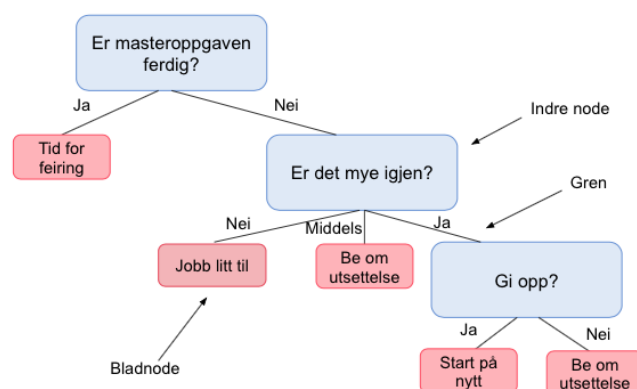 Er masteroppgaven
ferdig?
Ja
Nei
Indre node
Tid for
feiring
Er det mye igjen?
Gren
Nei
Middels
Ja
Jobb litt til
Be om
utsettelse
Gi opp?
Ja
Nei
Bladnode
Start på
nytt
Be om
utsettelse